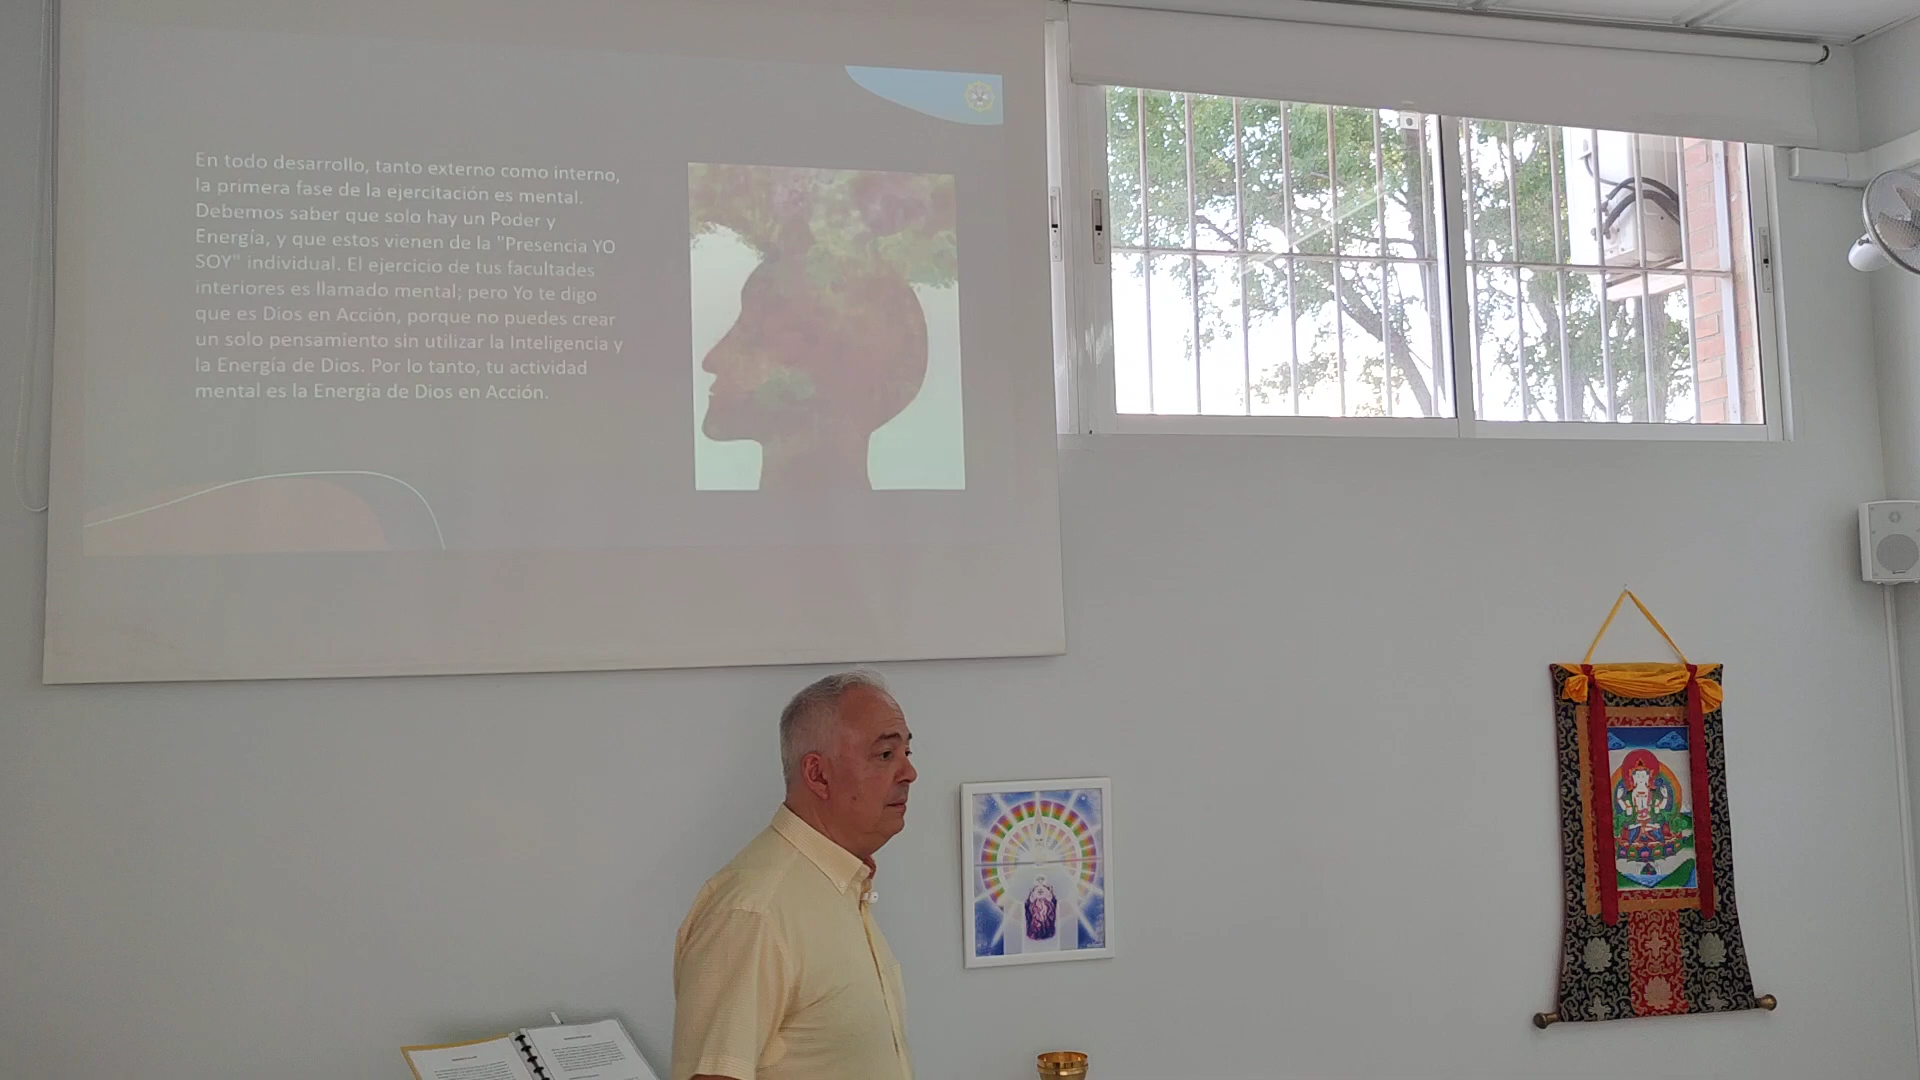 En todo desarrollo, tanto externo como interno,
la primera fase de la ejercitación es mental.
Debemos saber que solo hay un Poder y
Energía, y que estos vienen de la "Presencia YO
SOY" individual. El ejercicio de tus facultades
interiores es llamado mental; pero Yo te digo
que es Dios en Acción, porque no puedes crear
un solo pensamiento sin utilizar la Inteligencia y
la Energía de Dios. Por lo tanto, tu actividad
mental es la Energía de Dios en Acción.